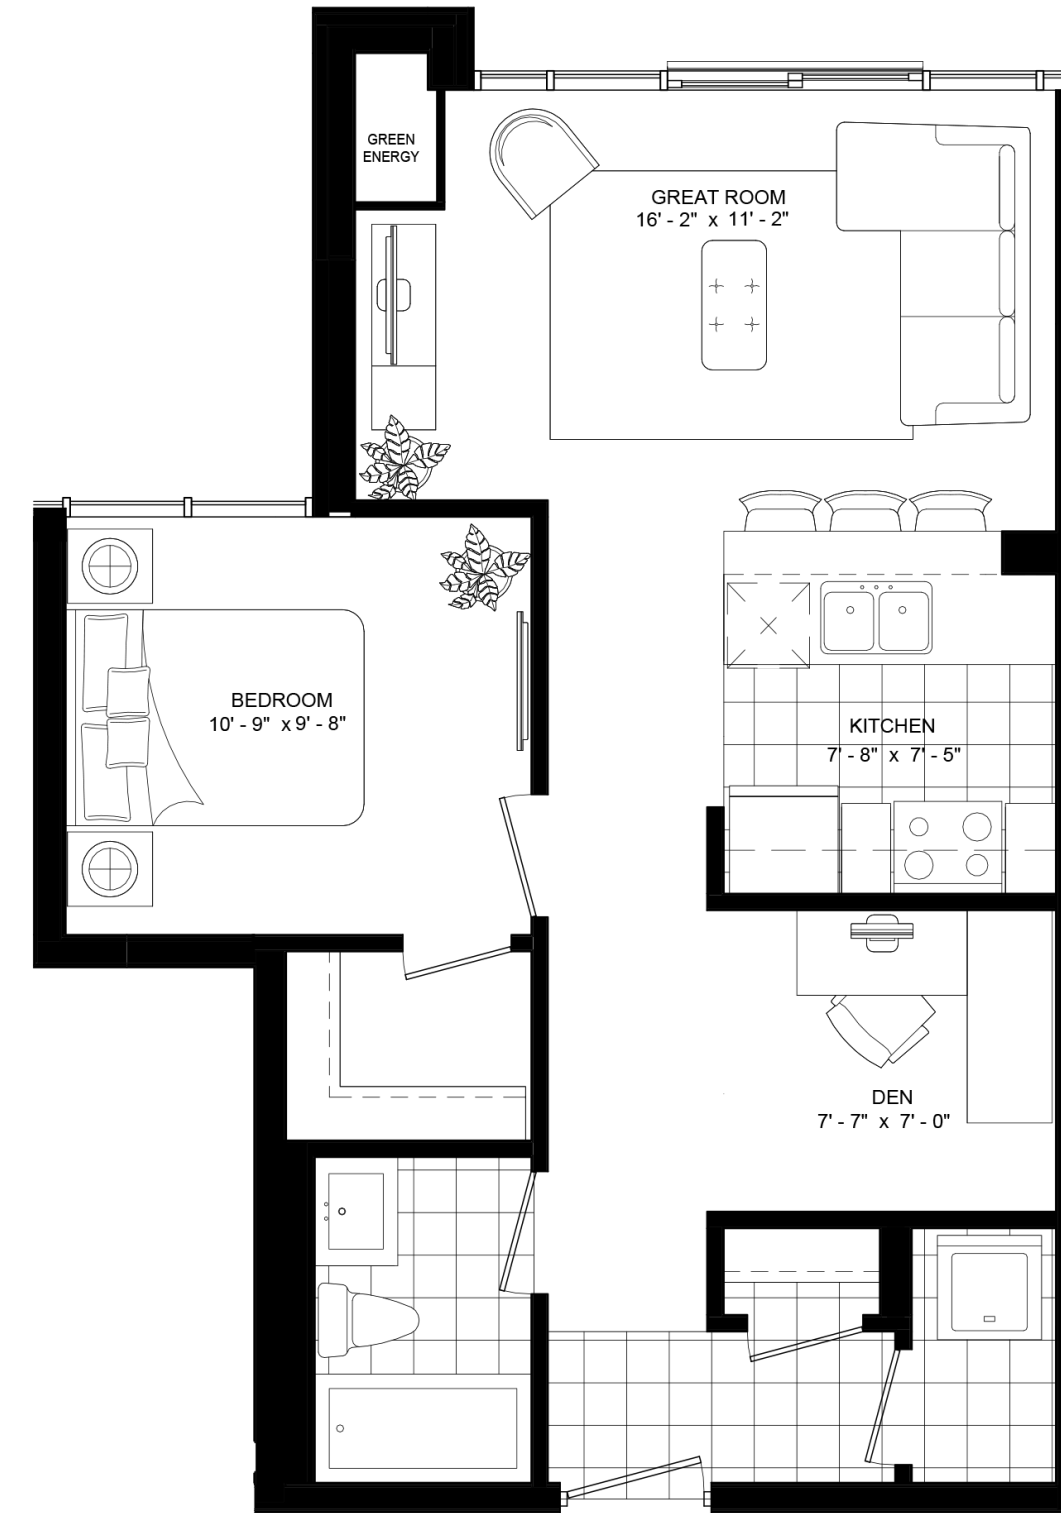 GREEN
ENERGY
GREAT ROOM
16' - 2" x 11' - 2"
BEDROOM
10' - 9" x 9' - 8"
KITCHEN
7' - 8" x 7' - 5"
DEN
7' - 7" x 7' - 0"